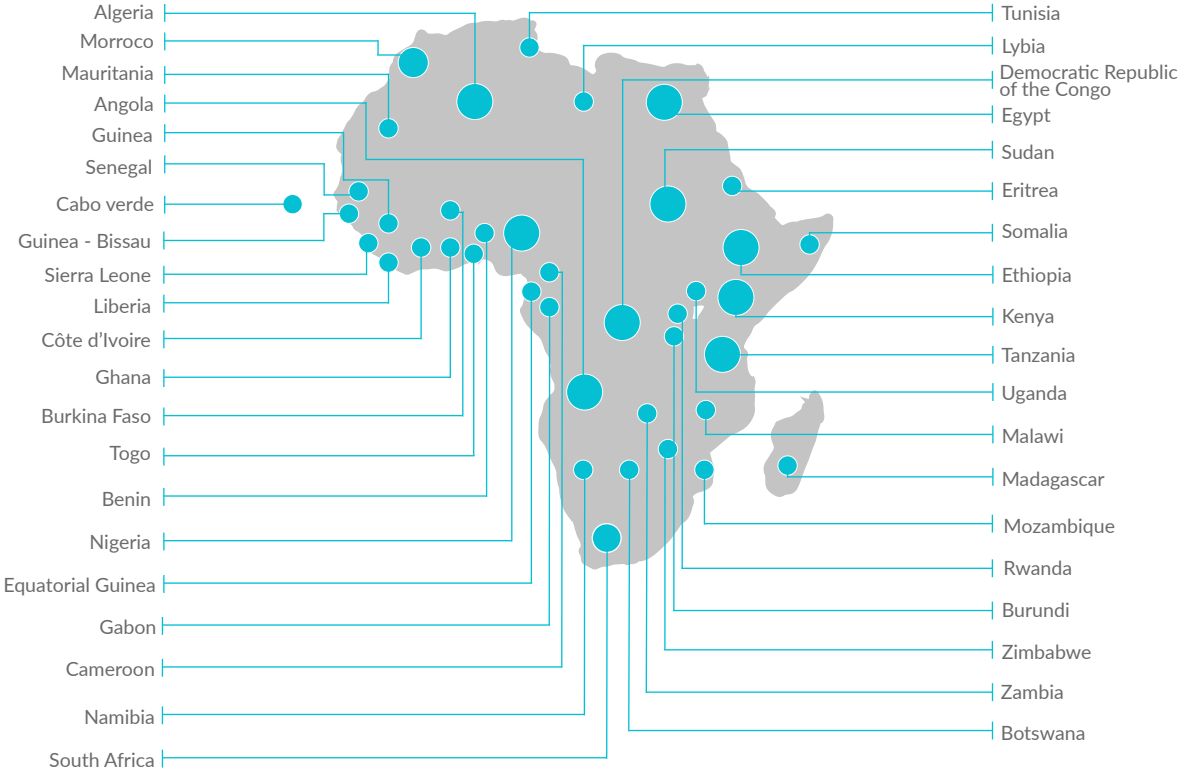 Algeria
Morroco
Mauritania
Angola
Guinea
Senegal
Cabo verde
Guinea - Bissau
Sierra Leone
Liberia
Côte d'Ivoire
Ghana
Burkina Faso
Togo
Benin
Nigeria
Equatorial Guinea
Gabon
Cameroon
Namibia
South Africa
Tunisia
Lybia
Democratic Republic
of the Congo
Egypt
Sudan
Eritrea
Somalia
Ethiopia
Kenya
Tanzania
Uganda
Malawi
Madagascar
Mozambique
Rwanda
Burundi
Zimbabwe
Zambia
Botswana